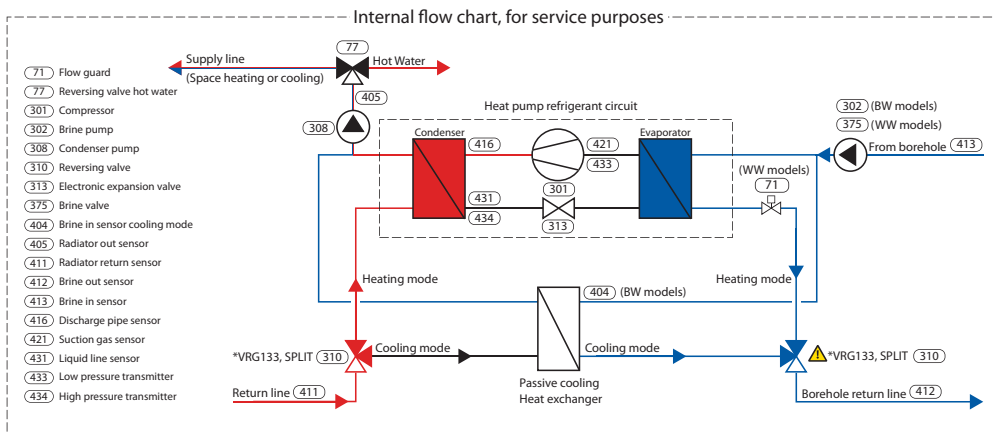 Internal flow chart, for service purposes
71 Flow guard
77 Reversing valve hot water
301 Compressor
302 Brine pump
308 Condenser pump
310 Reversing valve
313 Electronic expansion valve
375 Brine valve
404 Brine in sensor cooling mode
405 Radiator out sensor
411 Radiator return sensor
412 Brine out sensor
413 Brine in sensor
416 Discharge pipe sensor
421 Suction gas sensor
431 Liquid line sensor
433 Low pressure transmitter
434 High pressure transmitter
77
Supply line
(Space heating or cooling)
Hot Water
405
308
Heat pump refrigerant circuit
Condenser
416
421
433
Evaporator
431
434
301
313
302 (BW models)
375 (WW models)
From borehole 413
(WW models)
71
Heating mode
Heating mode
404 (BW models)
*VRG133, SPLIT 310
Cooling mode
Cooling mode
*VRG133, SPLIT 310
Passive cooling
Heat exchanger
Return line 411
Borehole return line 412